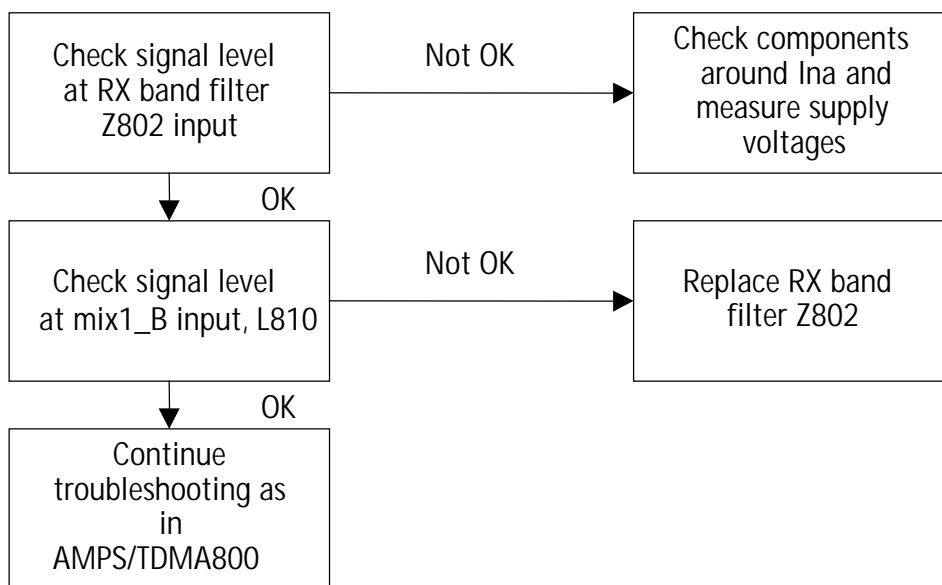 Check signal level
at RX band filter
Z802 input
Not OK
Check components
around lna and
measure supply
voltages
OK
Check signal level
at mix1_B input, L810
Not OK
Replace RX band
filter Z802
OK
Continue
troubleshooting as
in
AMPS/TDMA800